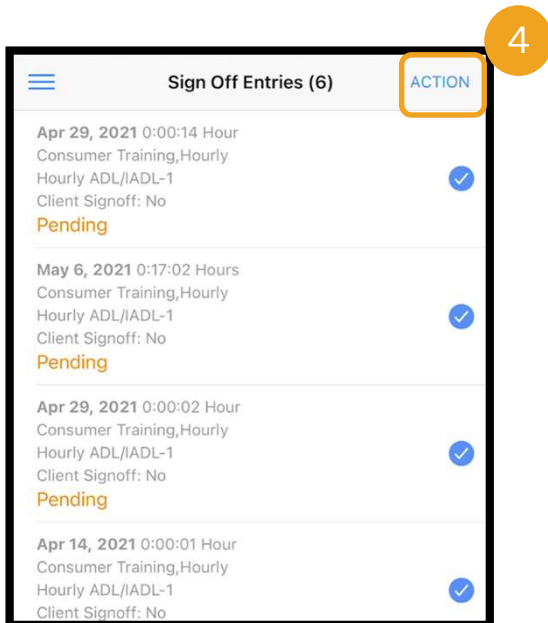 4
Sign Off Entries (6) ACTION
Apr 29, 2021 0:00:14 Hour
Consumer Training,Hourly
Hourly ADL/IADL-1
Client Signoff: No
Pending
May 6, 2021 0:17:02 Hours
Consumer Training,Hourly
Hourly ADL/IADL-1
Client Signoff: No
Pending
Apr 29, 2021 0:00:02 Hour
Consumer Training,Hourly
Hourly ADL/IADL-1
Client Signoff: No
Pending
Apr 14, 2021 0:00:01 Hour
Consumer Training,Hourly
Hourly ADL/IADL-1
Client Signoff: No